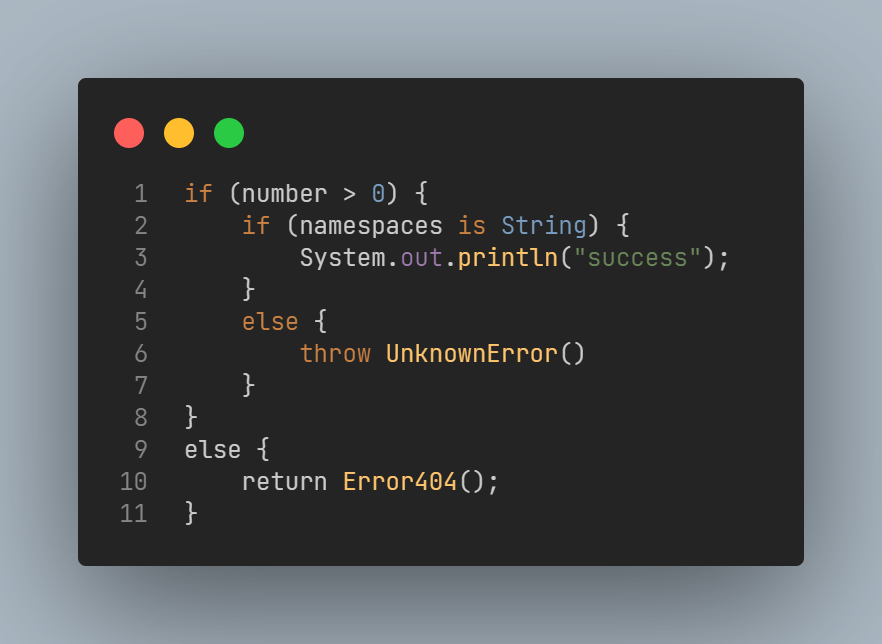 1 if (number > 0) {
2     if (namespaces is String) {
3         System.out.println("success");
4     }
5     else {
6         throw UnknownError()
7     }
8 }
9 else {
10     return Error404();
11 }